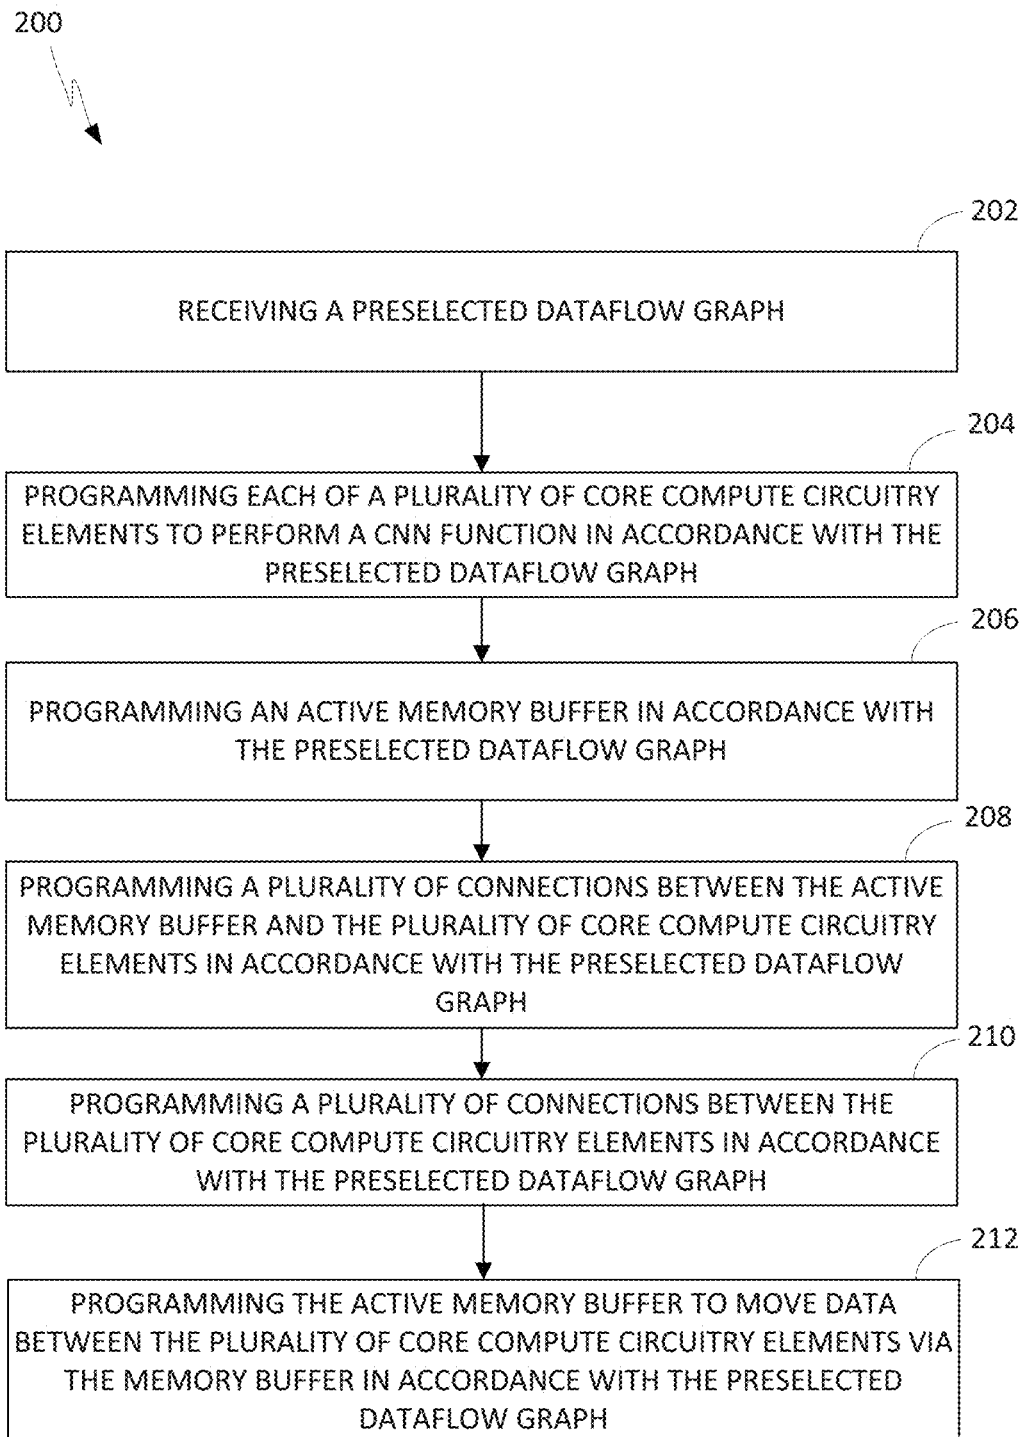 200
202
RECEIVING A PRESELECTED DATAFLOW GRAPH
204
PROGRAMMING EACH OF A PLURALITY OF CORE COMPUTE CIRCUITRY
ELEMENTS TO PERFORM A CNN FUNCTION IN ACCORDANCE WITH THE
PRESELECTED DATAFLOW GRAPH
206
PROGRAMMING AN ACTIVE MEMORY BUFFER IN ACCORDANCE WITH
THE PRESELECTED DATAFLOW GRAPH
208
PROGRAMMING A PLURALITY OF CONNECTIONS BETWEEN THE ACTIVE
MEMORY BUFFER AND THE PLURALITY OF CORE COMPUTE CIRCUITRY
ELEMENTS IN ACCORDANCE WITH THE PRESELECTED DATAFLOW
GRAPH
210
PROGRAMMING A PLURALITY OF CONNECTIONS BETWEEN THE
PLURALITY OF CORE COMPUTE CIRCUITRY ELEMENTS IN ACCORDANCE
WITH THE PRESELECTED DATAFLOW GRAPH
212
PROGRAMMING THE ACTIVE MEMORY BUFFER TO MOVE DATA
BETWEEN THE PLURALITY OF CORE COMPUTE CIRCUITRY ELEMENTS VIA
THE MEMORY BUFFER IN ACCORDANCE WITH THE PRESELECTED
DATAFLOW GRAPH